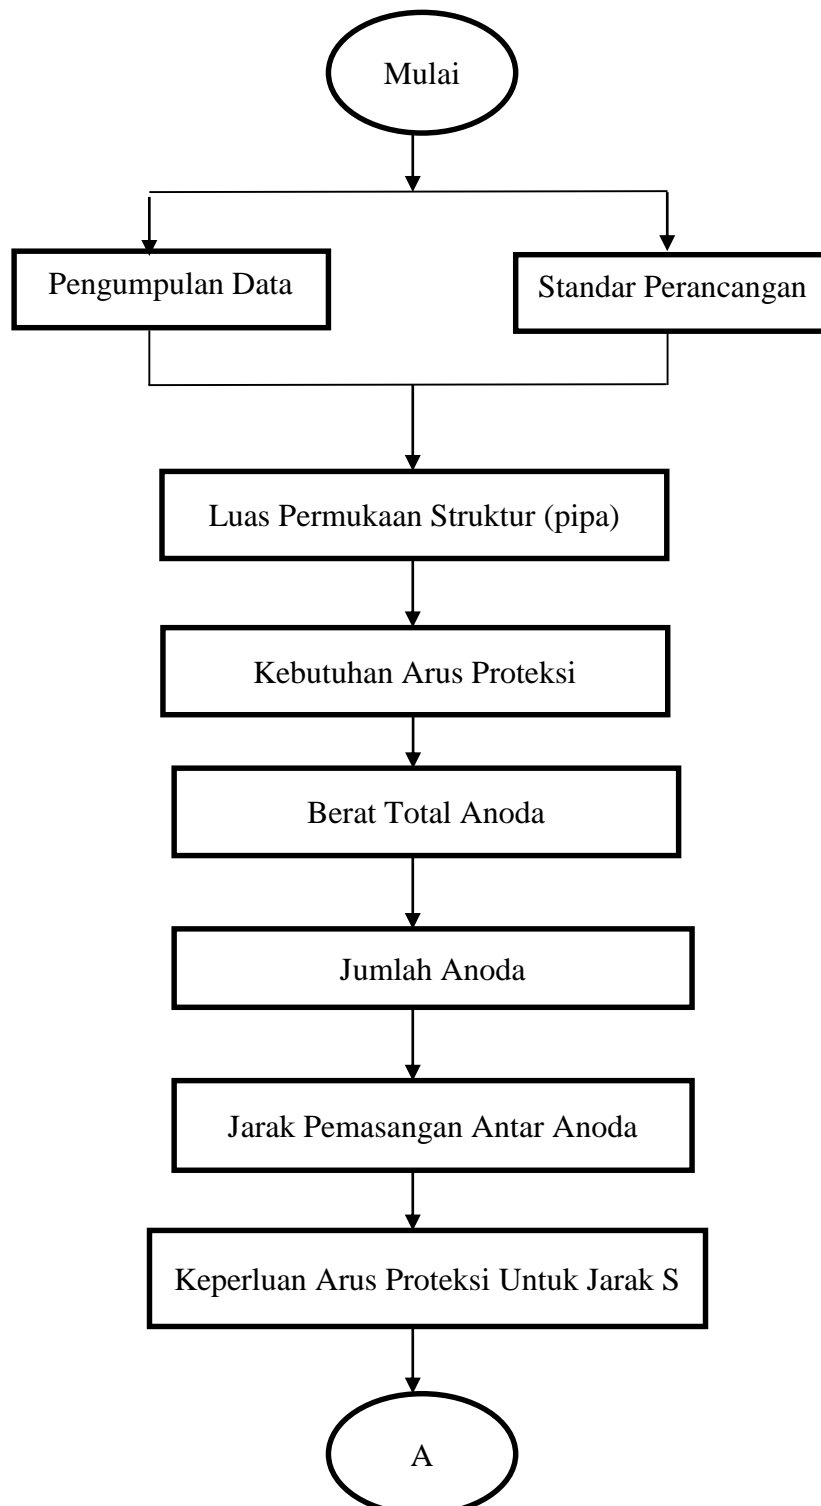 Mulai
Pengumpulan Data
Standar Perancangan
Luas Permukaan Struktur (pipa)
Kebutuhan Arus Proteksi
Berat Total Anoda
Jumlah Anoda
Jarak Pemasangan Antar Anoda
Keperluan Arus Proteksi Untuk Jarak S
A